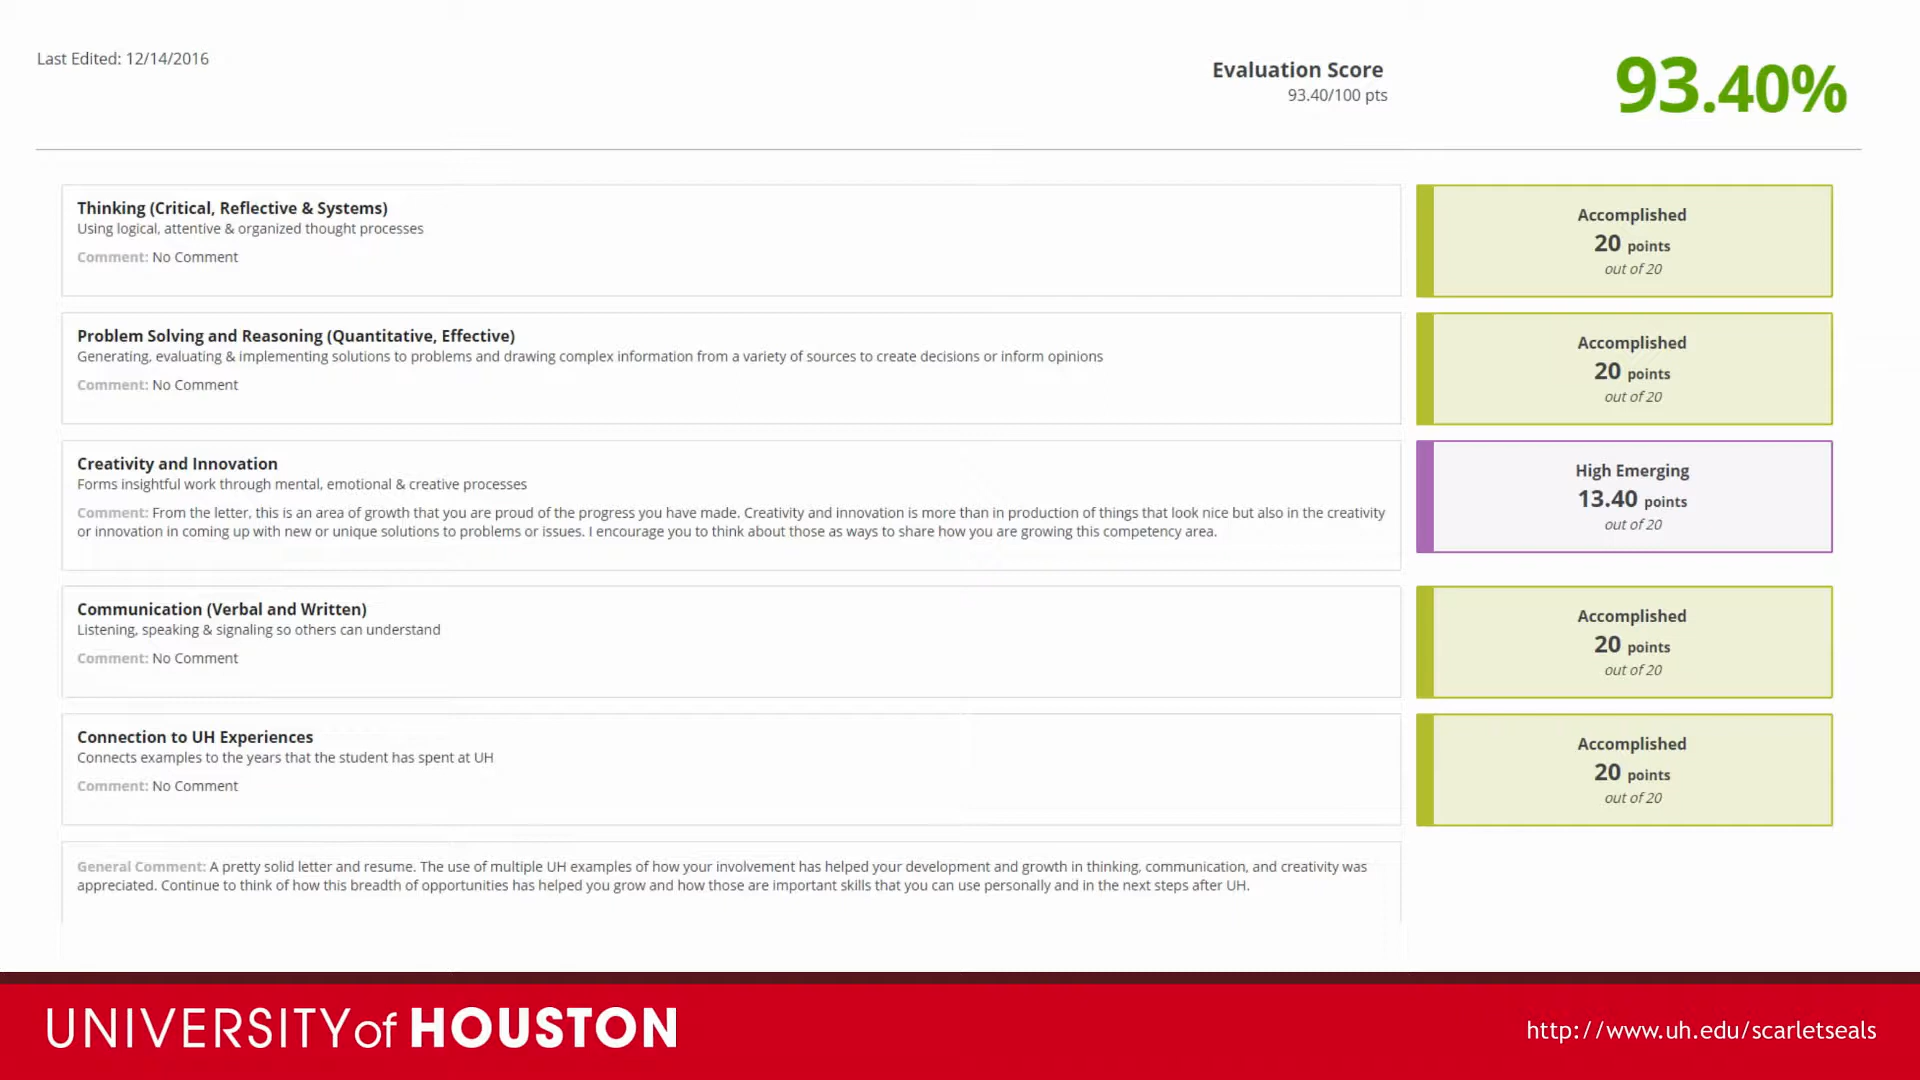 Last Edited: 12/14/2016
Evaluation Score
93.40/100 pts
93.40%
Thinking (Critical, Reflective & Systems)
Using logical, attentive & organized thought processes
Comment: No Comment
Accomplished
20 points
out of 20
Problem Solving and Reasoning (Quantitative, Effective)
Generating, evaluating & implementing solutions to problems and drawing complex information from a variety of sources to create decisions or inform opinions
Comment: No Comment
Accomplished
20 points
out of 20
Creativity and Innovation
Forms insightful work through mental, emotional & creative processes
Comment: From the letter, this is an area of growth that you are proud of the progress you have made. Creativity and innovation is more than in production of things that look nice but also in the creativity
or innovation in coming up with new or unique solutions to problems or issues. I encourage you to think about those as ways to share how you are growing this competency area.
High Emerging
13.40 points
out of 20
Communication (Verbal and Written)
Listening, speaking & signaling so others can understand
Comment: No Comment
Accomplished
20 points
out of 20
Connection to UH Experiences
Connects examples to the years that the student has spent at UH
Comment: No Comment
Accomplished
20 points
out of 20
General Comment: A pretty solid letter and resume. The use of multiple UH examples of how your involvement has helped your development and growth in thinking, communication, and creativity was
appreciated. Continue to think of how this breadth of opportunities has helped you grow and how those are important skills that you can use personally and in the next steps after UH.
UNIVERSITY of HOUSTON
http://www.uh.edu/scarletseals